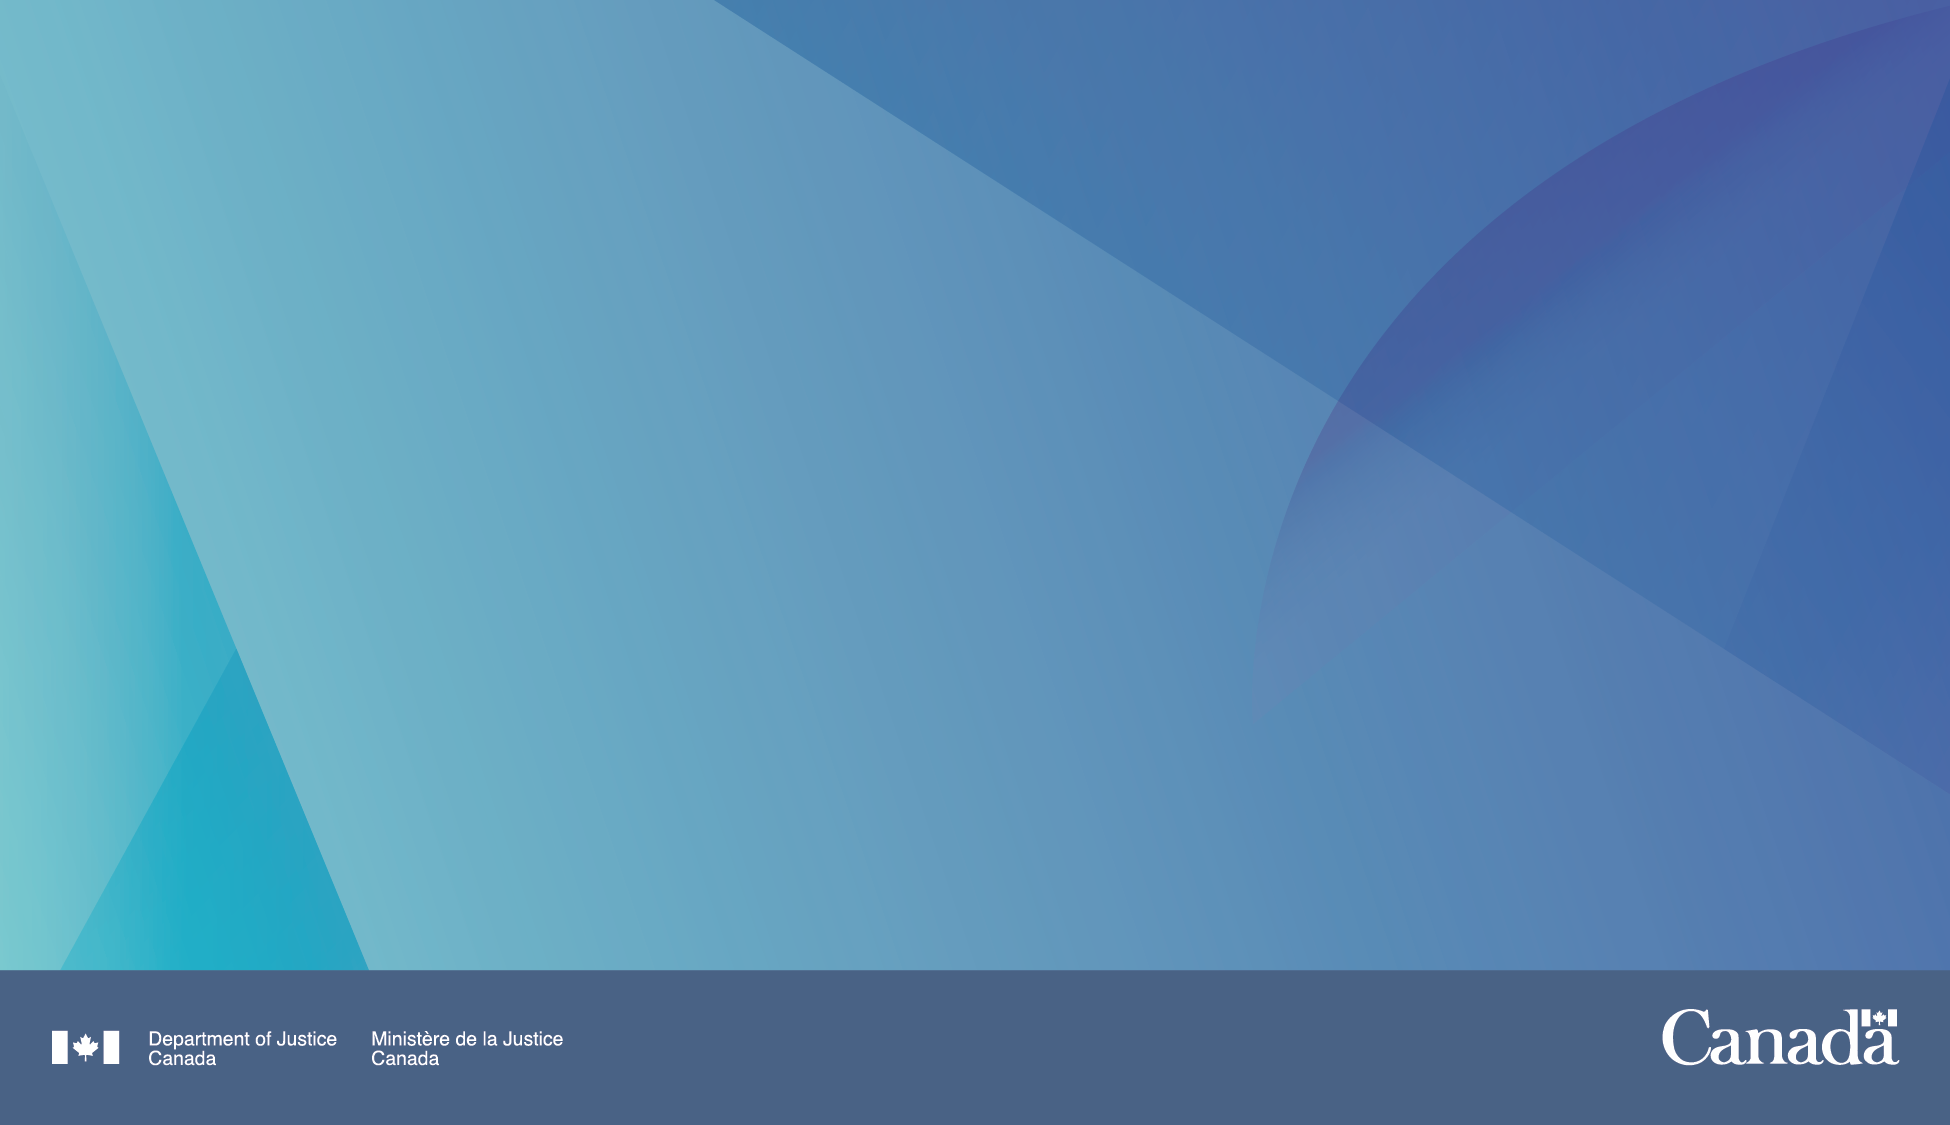 Department of Justice
Canada
Ministère de la Justice
Canada
Canada